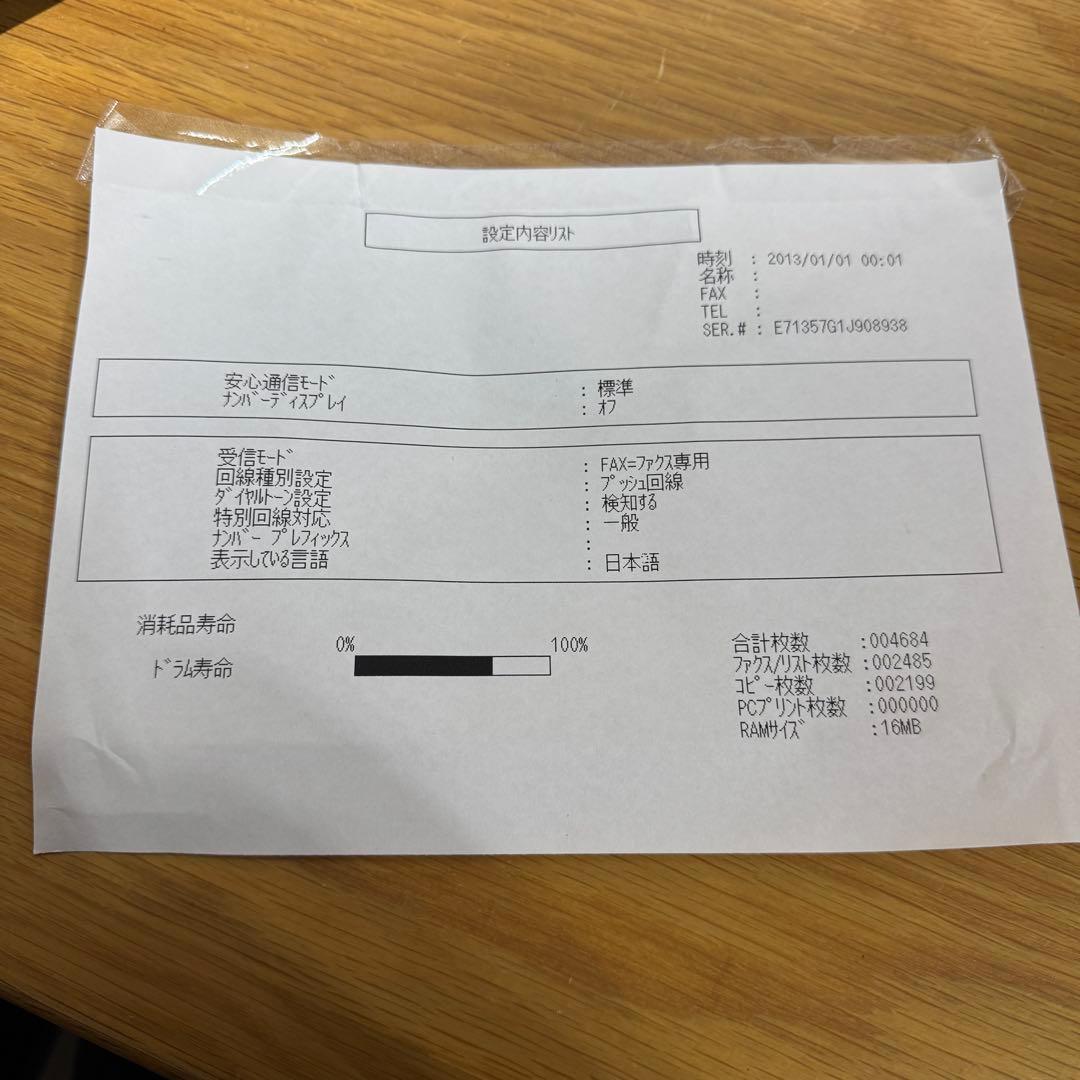 設定内容ﾘｽﾄ
時刻 : 2013/01/01 00:01
名称 :
FAX :
TEL :
SER.# : E71357G1J908938
安心通信ﾓｰﾄﾞ : 標準
ﾅﾝﾊﾞｰﾃﾞｨｽﾌﾟﾚｲ : ｵﾌ
受信ﾓｰﾄﾞ : FAX=ﾌｧｸｽ専用
回線種別設定 : ﾌﾟｯｼｭ回線
ﾀﾞｲﾔﾙﾄｰﾝ設定 : 検知する
特別回線対応 : 一般
ﾅﾝﾊﾞｰ ﾌﾟﾚﾌｨｯｸｽ :
表示している言語 : 日本語
消耗品寿命
0% 100%
ﾄﾞﾗﾑ寿命
合計枚数 :004684
ﾌｧｸｽ/ﾘｽﾄ枚数 :002485
ｺﾋﾟｰ枚数 :002199
PCﾌﾟﾘﾝﾄ枚数 :000000
RAMｻｲｽﾞ :16MB